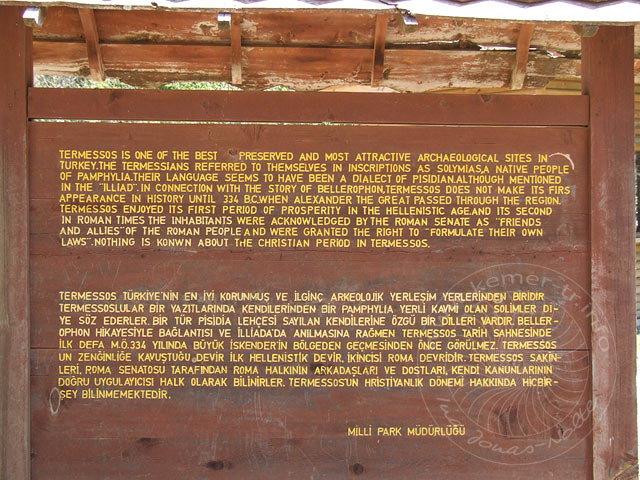 TERMESSOS IS ONE OF THE BEST PRESERVED AND MOST ATTRACTIVE ARCHAEOLOGICAL SITES IN
TURKEY.THE TERMESSIANS REFERRED TO THEMSELVES IN INSCRIPTIONS AS SOLYMIAS,A NATIVE PEOPLE
OF PAMPHYLIA.THEIR LANGUAGE SEEMS TO HAVE BEEN A DIALECT OF PISIDIAN.ALTHOUGH MENTIONED
IN THE "ILLIAD". IN CONNECTION WITH THE STORY OF BELLEROPHON,TERMESSOS DOES NOT MAKE ITS FIRS
APPEARANCE IN HISTORY UNTIL 334 B.C.WHEN ALEXANDER THE GREAT PASSED THROUGH THE REGION.
TERMESSOS ENJOYED ITS FIRST PERIOD OF PROSPERITY IN THE HELLENISTIC AGE.AND ITS SECOND
IN ROMAN TIMES THE INHABITANTS WERE ACKNOWLEDGED BY THE ROMAN SENATE AS "FRIENDS
AND ALLIES" OF THE ROMAN PEOPLE AND WERE GRANTED THE RIGHT TO "FORMULATE THEIR OWN
LAWS".NOTHING IS KONWN ABOUT THE CHRISTIAN PERIOD IN TERMESSOS.
TERMESSOS TÜRKİYE'NİN EN İYİ KORUNMUŞ VE İLGİNÇ ARKEOLOJİK YERLEŞİM YERLERİNDEN BİRİDİR
TERMESSOSLULAR BİR YAZITLARINDA KENDİLERİNDEN BİR PAMPHYLIA YERLİ KAVMİ OLAN SOLİMLER Dİ-
YE SÖZ EDERLER. BİR TÜR PİSİDİA LEHÇESİ SAYILAN KENDİLERİNE ÖZGÜ BİR DİLLERİ VARDIR. BELLER-
OPHON HİKAYESİYLE BAĞLANTISI VE İLLİADA'DA ANILMASINA RAĞMEN TERMESSOS TARİH SAHNESİNDE
İLK DEFA M.Ö.334 YILINDA BÜYÜK İSKENDER'İN BÖLGEDEN GEÇMESİNDEN ÖNCE GÖRÜLMEZ. TERMESSOS
UN ZENGİNLİĞE KAVUŞTUĞU DEVİR İLK HELLENİSTİK DEVİR, İKİNCİSİ ROMA DEVRİDİR. TERMESSOS SAKİN-
LERİ, ROMA SENATOSU TARAFINDAN ROMA HALKININ ARKADAŞLARI VE DOSTLARI, KENDİ KANUNLARININ
DOĞRU UYGULAYICISI HALK OLARAK BİLİNİRLER. TERMESSOS'UN HRİSTİYANLIK DÖNEMİ HAKKINDA HİÇBİR-
ŞEY BİLİNMEMEKTEDİR.
MİLLİ PARK MÜDÜRLÜĞÜ